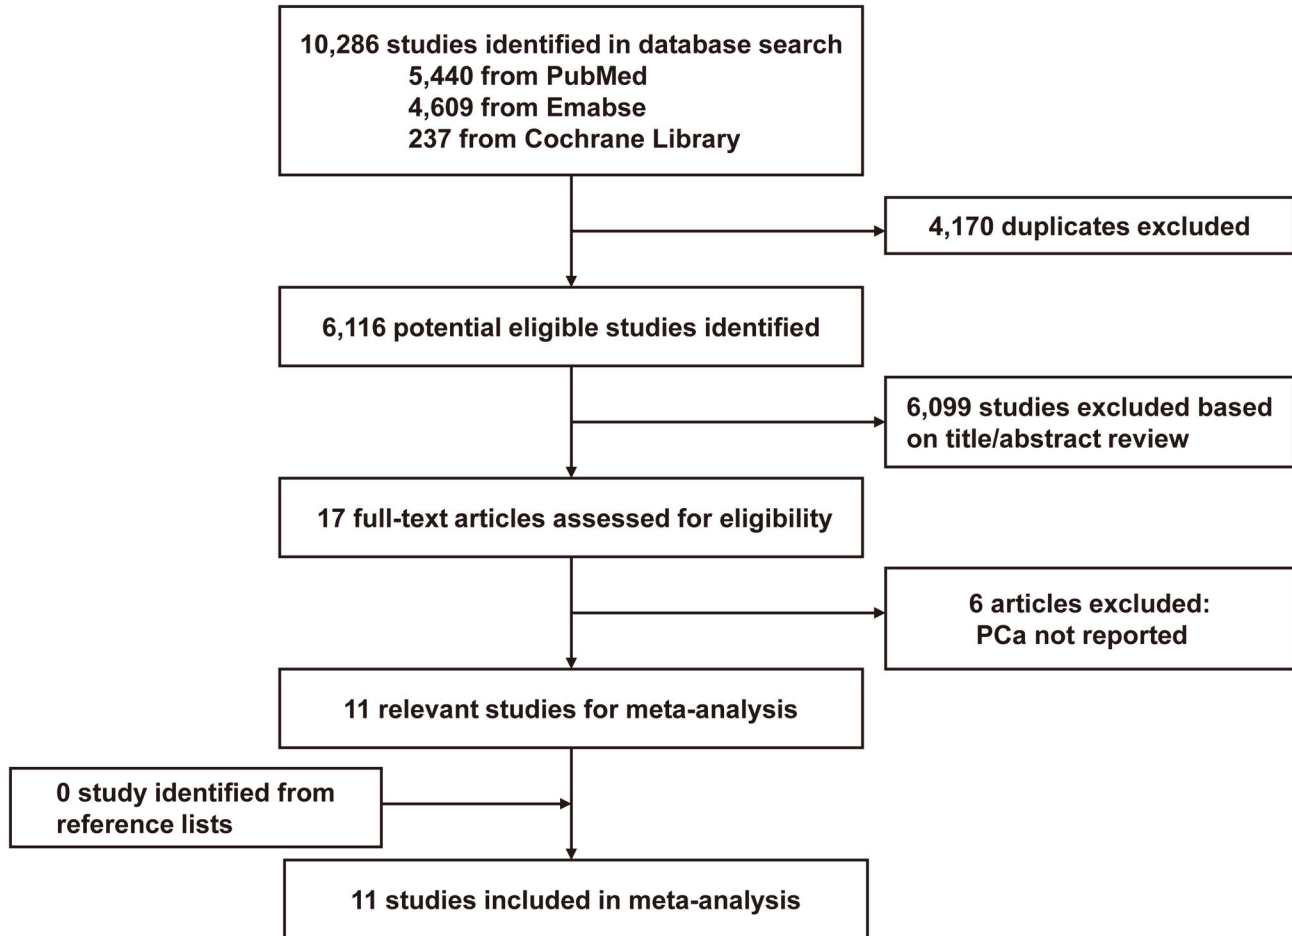 10,286 studies identified in database search
5,440 from PubMed
4,609 from Emabse
237 from Cochrane Library
4,170 duplicates excluded
6,116 potential eligible studies identified
6,099 studies excluded based
on title/abstract review
17 full-text articles assessed for eligibility
6 articles excluded:
PCa not reported
11 relevant studies for meta-analysis
0 study identified from
reference lists
11 studies included in meta-analysis